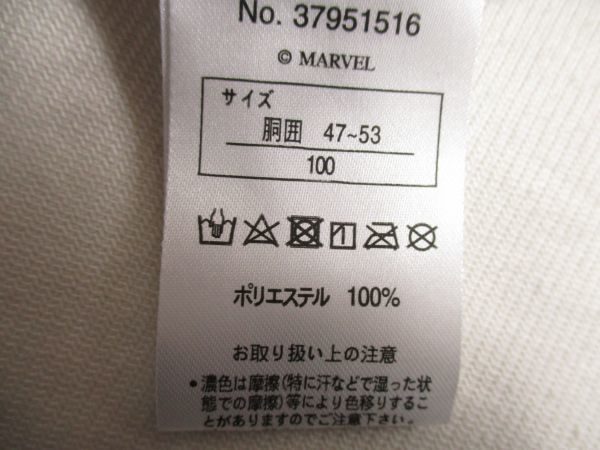 No. 37951516
© MARVEL
サイズ
胴囲 47~53
100
ポリエステル 100%
お取り扱い上の注意
•濃色は摩擦(特に汗などで湿った状
態での摩擦)等により色移りするこ
とがありますのでご注意下さい。